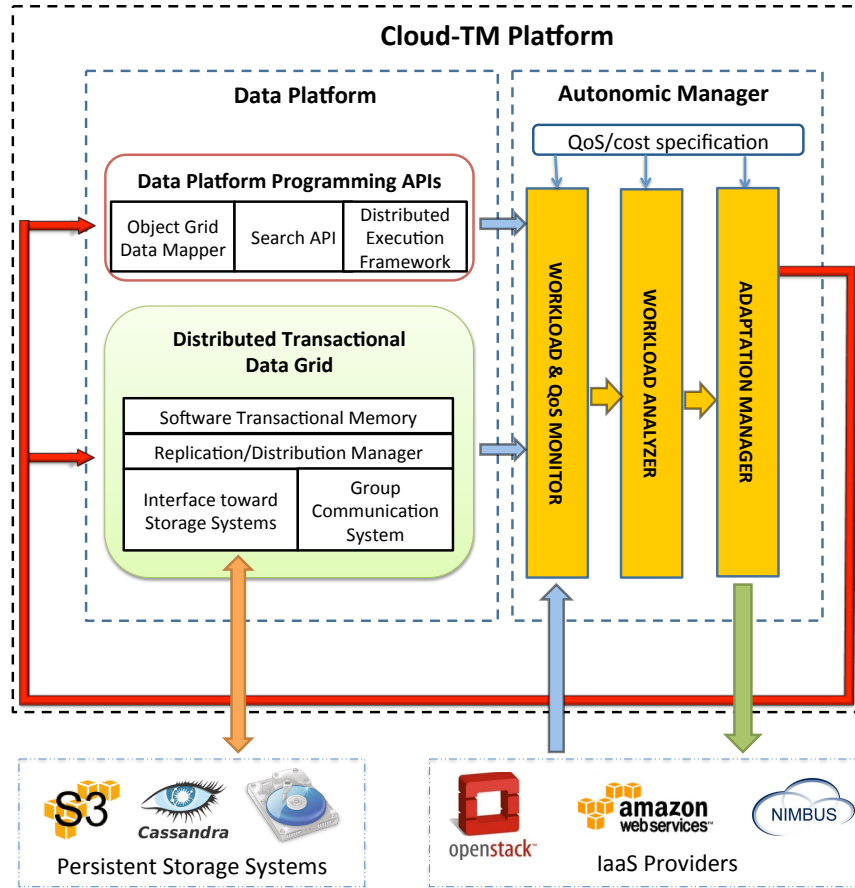 Cloud-TM Platform
Data Platform
Autonomic Manager
QoS/cost specification
Data Platform Programming APIs
Object Grid
Data Mapper
Search API
Distributed
Execution
Framework
Distributed Transactional
Data Grid
Software Transactional Memory
Replication/Distribution Manager
Interface toward
Storage Systems
Group
Communication
System
WORKLOAD & QoS MONITOR
WORKLOAD ANALYZER
ADAPTATION MANAGER
S3
Cassandra
Persistent Storage Systems
openstack™
amazon
webservices™
NIMBUS
IaaS Providers